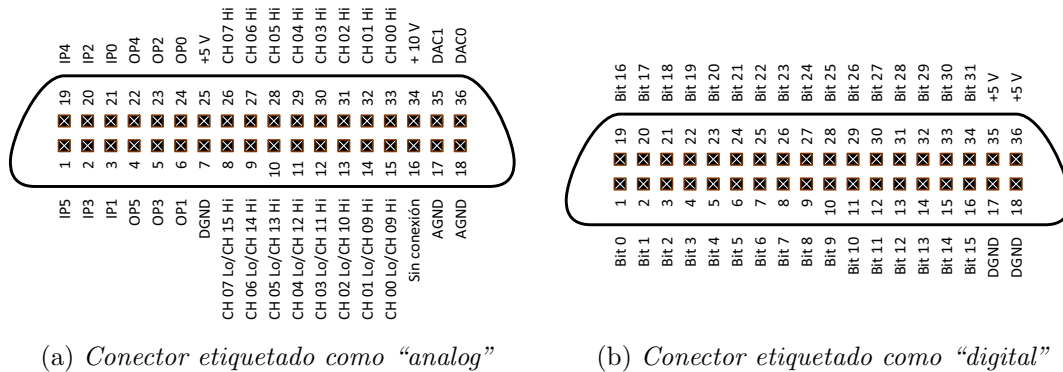 IP4 IP2 IP0 OP4 OP2 OP0 +5 V CH 07 Hi CH 06 Hi CH 05 Hi CH 04 Hi CH 03 Hi CH 02 Hi CH 01 Hi CH 00 Hi + 10 V DAC1 DAC0
19 20 21 22 23 24 25 26 27 28 29 30 31 32 33 34 35 36
1 2 3 4 5 6 7 8 9 10 11 12 13 14 15 16 17 18
IP5 IP3 IP1 OP5 OP3 OP1 DGND CH 07 Lo/CH 15 Hi CH 06 Lo/CH 14 Hi CH 05 Lo/CH 13 Hi CH 04 Lo/CH 12 Hi CH 03 Lo/CH 11 Hi CH 02 Lo/CH 10 Hi CH 01 Lo/CH 09 Hi CH 00 Lo/CH 09 Hi Sin conexión AGND AGND
(a) Conector etiquetado como “analog”
Bit 16 Bit 17 Bit 18 Bit 19 Bit 20 Bit 21 Bit 22 Bit 23 Bit 24 Bit 25 Bit 26 Bit 27 Bit 28 Bit 29 Bit 30 Bit 31 +5 V +5 V
19 20 21 22 23 24 25 26 27 28 29 30 31 32 33 34 35 36
1 2 3 4 5 6 7 8 9 10 11 12 13 14 15 16 17 18
Bit 0 Bit 1 Bit 2 Bit 3 Bit 4 Bit 5 Bit 6 Bit 7 Bit 8 Bit 9 Bit 10 Bit 11 Bit 12 Bit 13 Bit 14 Bit 15 DGND DGND
(b) Conector etiquetado como “digital”